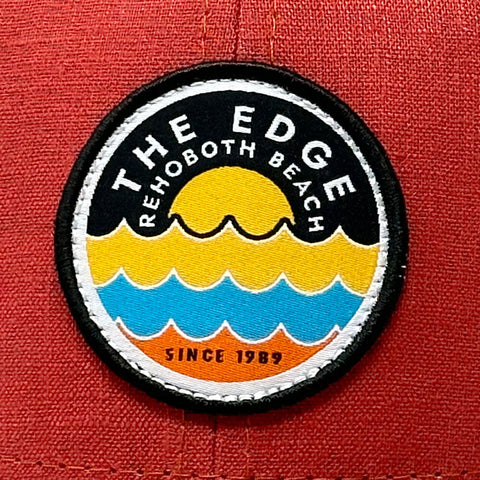 THE EDGE
REHOBOTH BEACH
SINCE 1989